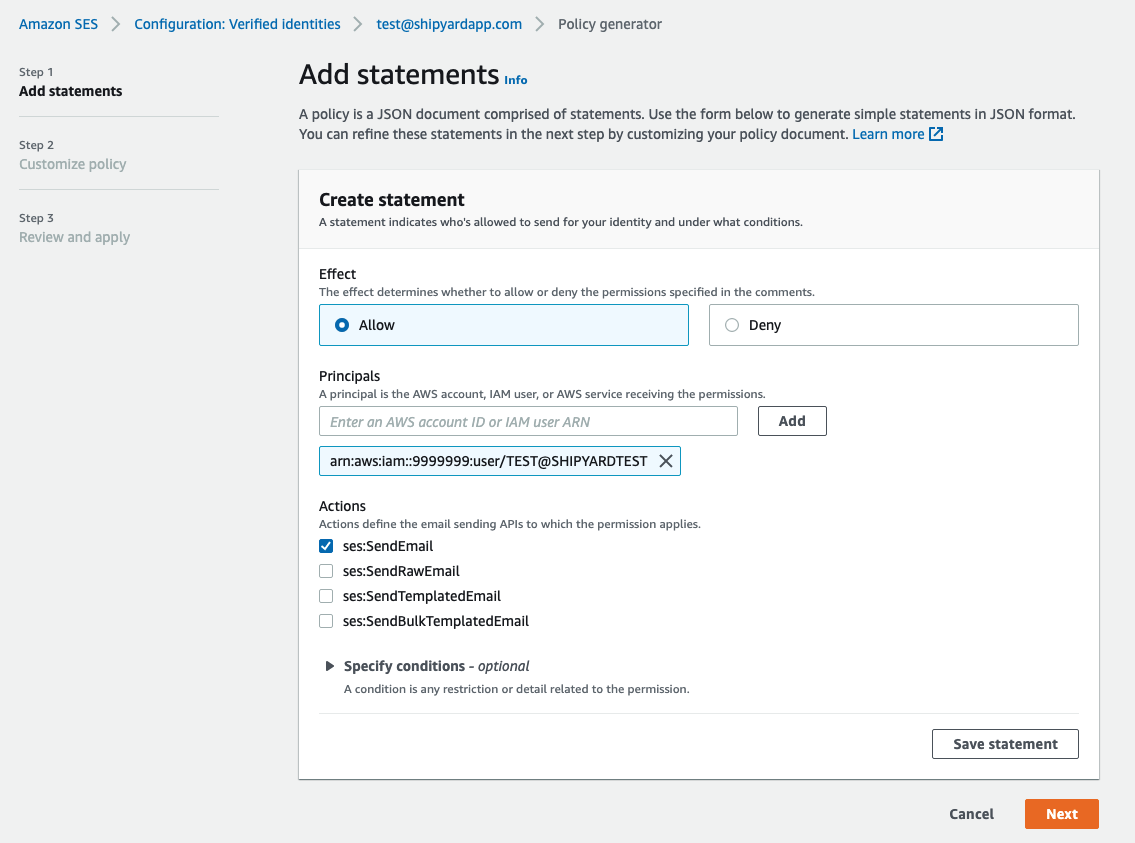 Amazon SES > Configuration: Verified identities > test@shipyardapp.com > Policy generator
Step 1
Add statements
Step 2
Customize policy
Step 3
Review and apply
Add statements Info
A policy is a JSON document comprised of statements. Use the form below to generate simple statements in JSON format.
You can refine these statements in the next step by customizing your policy document. Learn more
Create statement
A statement indicates who's allowed to send for your identity and under what conditions.
Effect
The effect determines whether to allow or deny the permissions specified in the comments.
Allow
Deny
Principals
A principal is the AWS account, IAM user, or AWS service receiving the permissions.
Enter an AWS account ID or IAM user ARN
Add
arn:aws:iam::9999999:user/TEST@SHIPYARDTEST
Actions
Actions define the email sending APIs to which the permission applies.
ses:SendEmail
ses:SendRawEmail
ses:SendTemplatedEmail
ses:SendBulkTemplatedEmail
Specify conditions - optional
A condition is any restriction or detail related to the permission.
Save statement
Cancel
Next